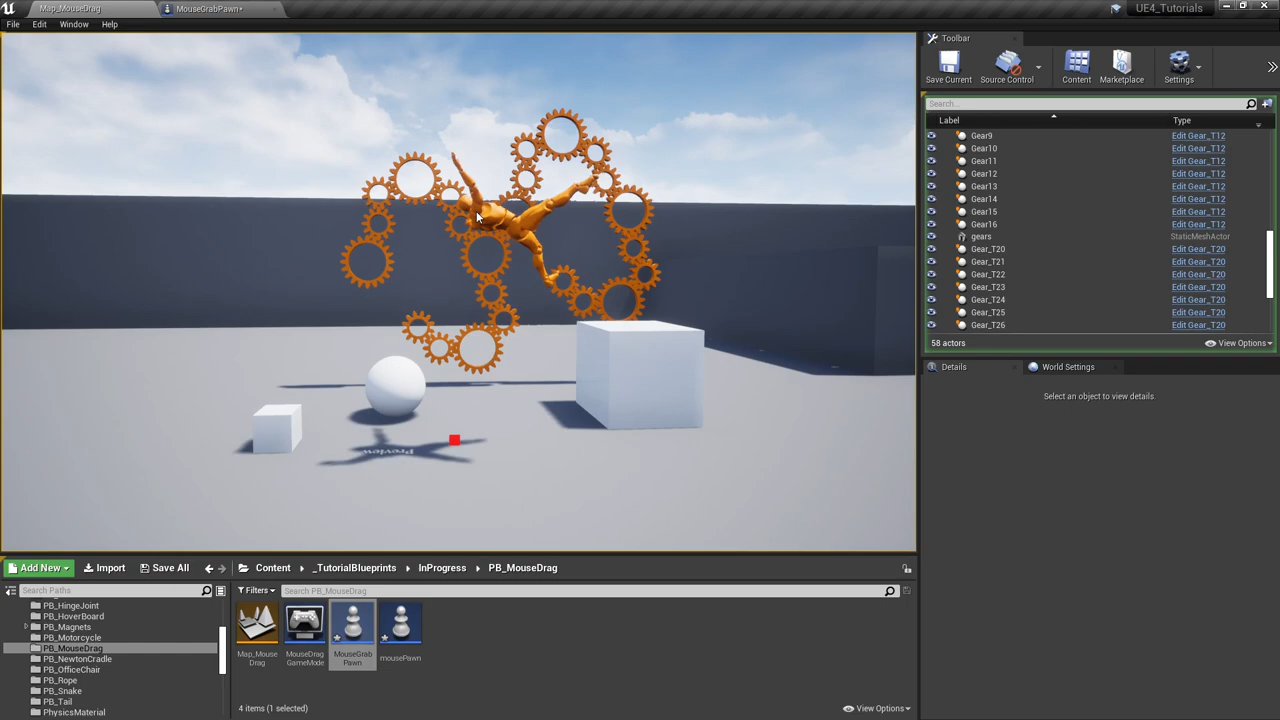 Map_MouseDrag
MouseGrabPawn*
UE4_Tutorials
File Edit Window Help
Toolbar
Save Current
Source Control
Content
Marketplace
Settings
Search...
Label Type
Gear9 Edit Gear_T12
Gear10 Edit Gear_T12
Gear11 Edit Gear_T12
Gear12 Edit Gear_T12
Gear13 Edit Gear_T12
Gear14 Edit Gear_T12
Gear15 Edit Gear_T12
Gear16 Edit Gear_T12
gears StaticMeshActor
Gear_T20 Edit Gear_T20
Gear_T21 Edit Gear_T20
Gear_T22 Edit Gear_T20
Gear_T23 Edit Gear_T20
Gear_T24 Edit Gear_T20
Gear_T25 Edit Gear_T20
Gear_T26 Edit Gear_T20
58 actors
View Options
Details
World Settings
Select an object to view details.
Preview
Add New
Import
Save All
Content
_TutorialBlueprints
InProgress
PB_MouseDrag
Search Paths
Filters
Search PB_MouseDrag
PB_HingeJoint
PB_HoverBoard
PB_Magnets
PB_Motorcycle
PB_MouseDrag
PB_NewtonCradle
PB_OfficeChair
PB_Rope
PB_Snake
PB_Tail
PhysicsMaterial
Map_Mouse
Drag
MouseDrag
GameMode
MouseGrab
Pawn
mousePawn
4 items (1 selected)
View Options